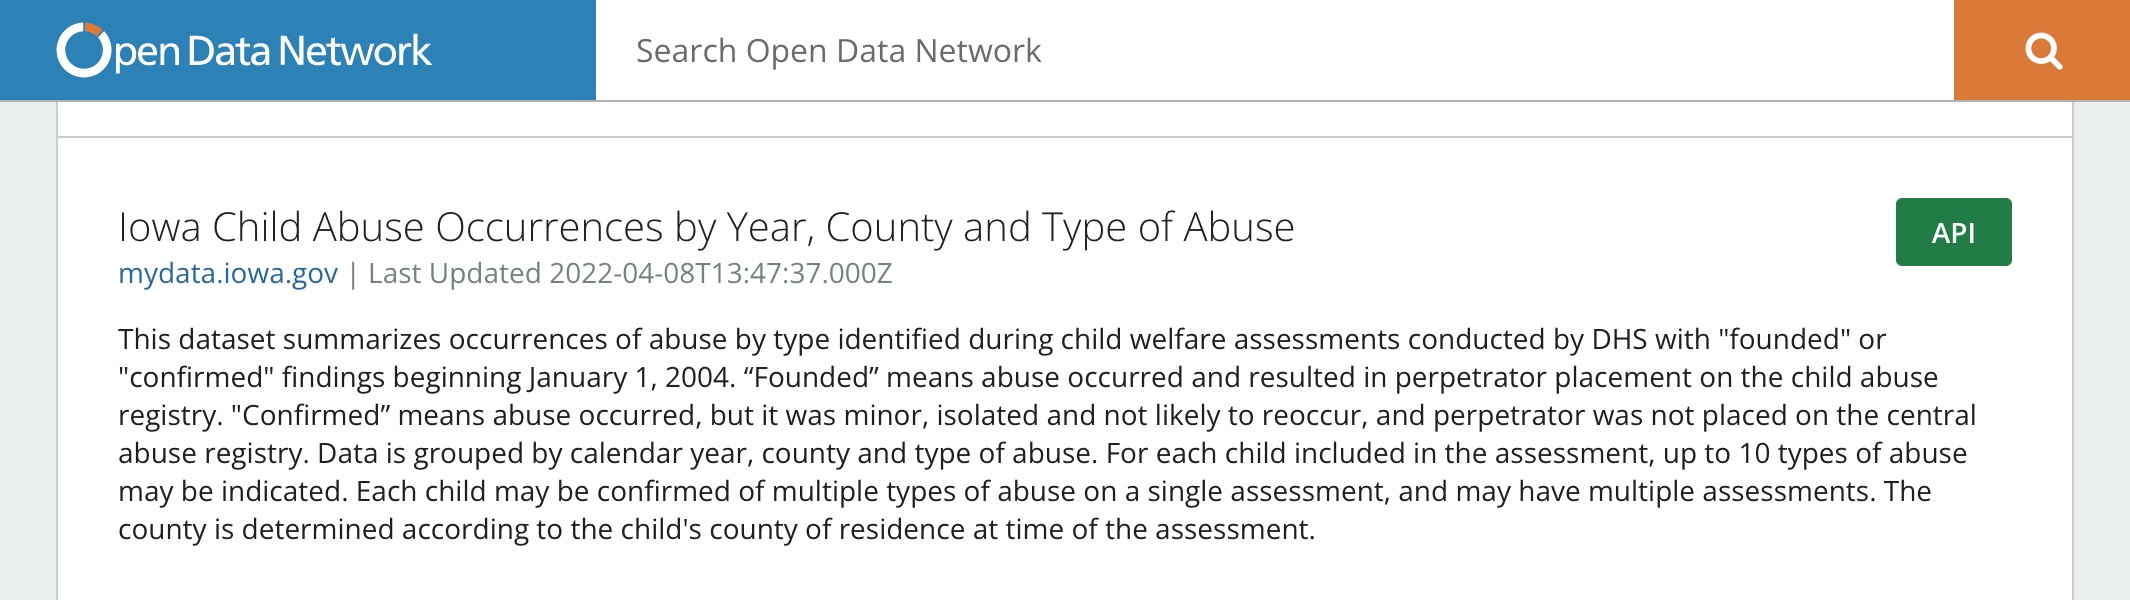 Open Data Network
Search Open Data Network
Iowa Child Abuse Occurrences by Year, County and Type of Abuse
API
mydata.iowa.gov | Last Updated 2022-04-08T13:47:37.000Z
This dataset summarizes occurrences of abuse by type identified during child welfare assessments conducted by DHS with "founded" or
"confirmed" findings beginning January 1, 2004. “Founded” means abuse occurred and resulted in perpetrator placement on the child abuse
registry. "Confirmed” means abuse occurred, but it was minor, isolated and not likely to reoccur, and perpetrator was not placed on the central
abuse registry. Data is grouped by calendar year, county and type of abuse. For each child included in the assessment, up to 10 types of abuse
may be indicated. Each child may be confirmed of multiple types of abuse on a single assessment, and may have multiple assessments. The
county is determined according to the child's county of residence at time of the assessment.